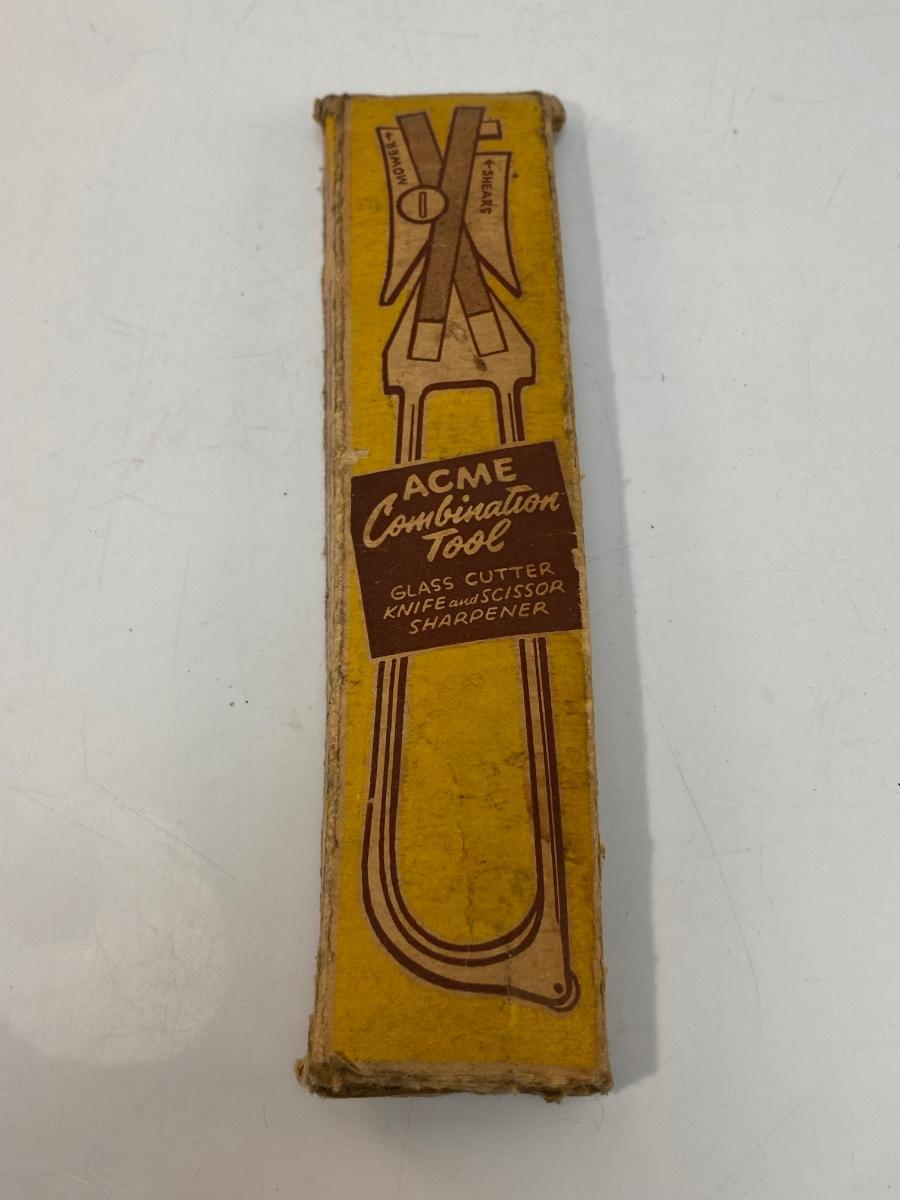 MOWER→
←SHEARS
ACME
Combination
Tool
GLASS CUTTER
KNIFE and SCISSOR
SHARPENER